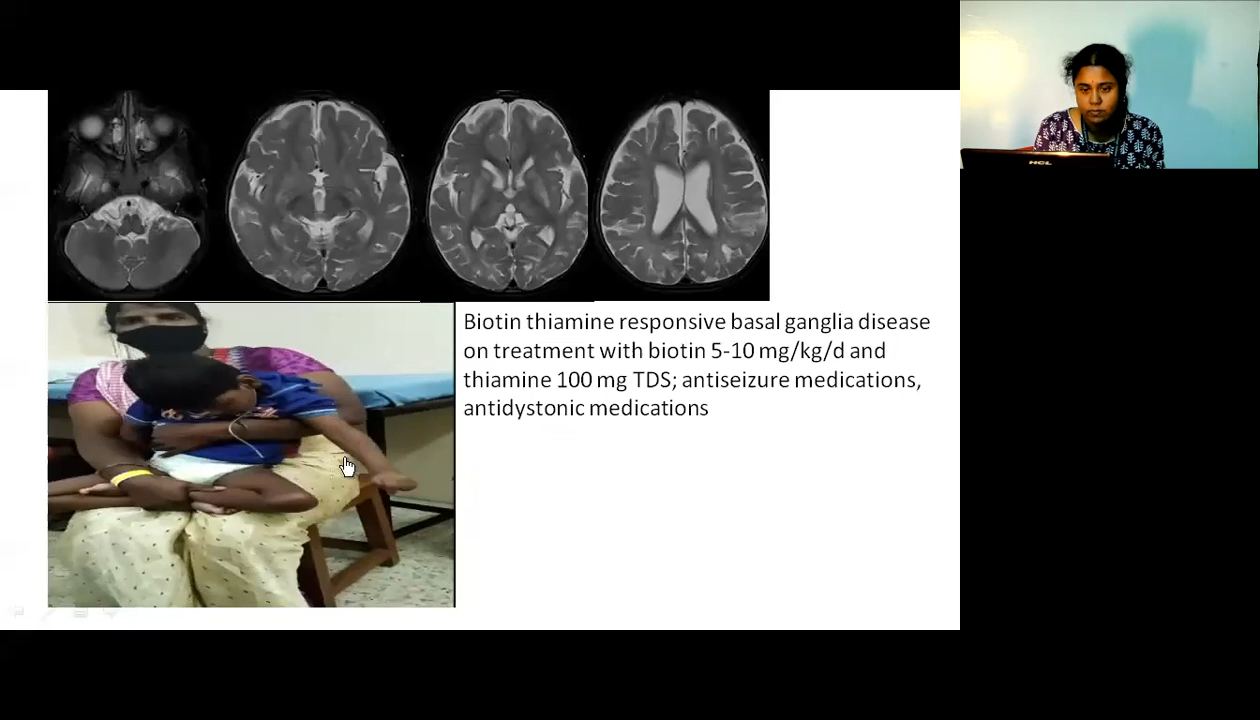 HCL
Biotin thiamine responsive basal ganglia disease
on treatment with biotin 5-10 mg/kg/d and
thiamine 100 mg TDS; antiseizure medications,
antidystonic medications